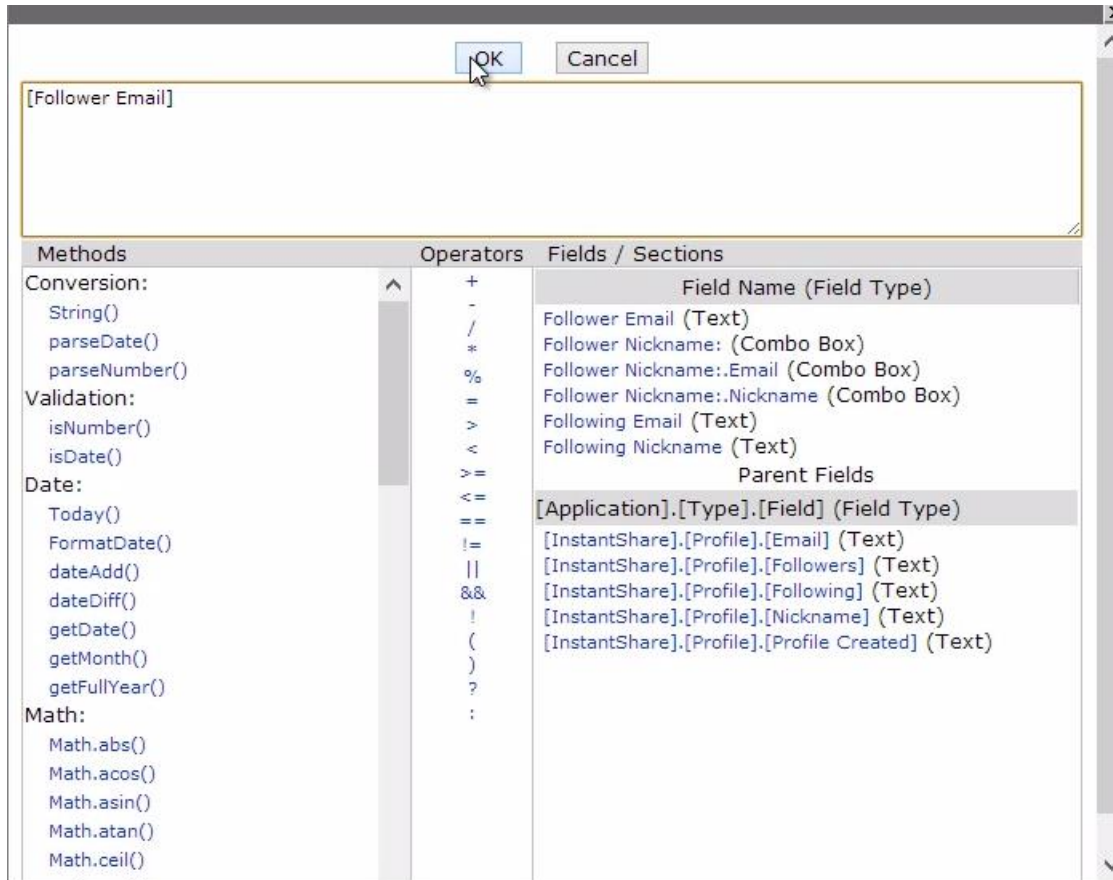 OK Cancel
[Follower Email]
Methods
Conversion:
String()
parseDate()
parseNumber()
Validation:
isNumber()
isDate()
Date:
Today()
FormatDate()
dateAdd()
dateDiff()
getDate()
getMonth()
getFullYear()
Math:
Math.abs()
Math.acos()
Math.asin()
Math.atan()
Math.ceil()
Operators
+
-
/
*
%
=
>
<
>=
<=
==
!=
||
&&
!
(
)
?
:
Fields / Sections
Field Name (Field Type)
Follower Email (Text)
Follower Nickname: (Combo Box)
Follower Nickname:.Email (Combo Box)
Follower Nickname:.Nickname (Combo Box)
Following Email (Text)
Following Nickname (Text)
Parent Fields
[Application].[Type].[Field] (Field Type)
[InstantShare].[Profile].[Email] (Text)
[InstantShare].[Profile].[Followers] (Text)
[InstantShare].[Profile].[Following] (Text)
[InstantShare].[Profile].[Nickname] (Text)
[InstantShare].[Profile].[Profile Created] (Text)